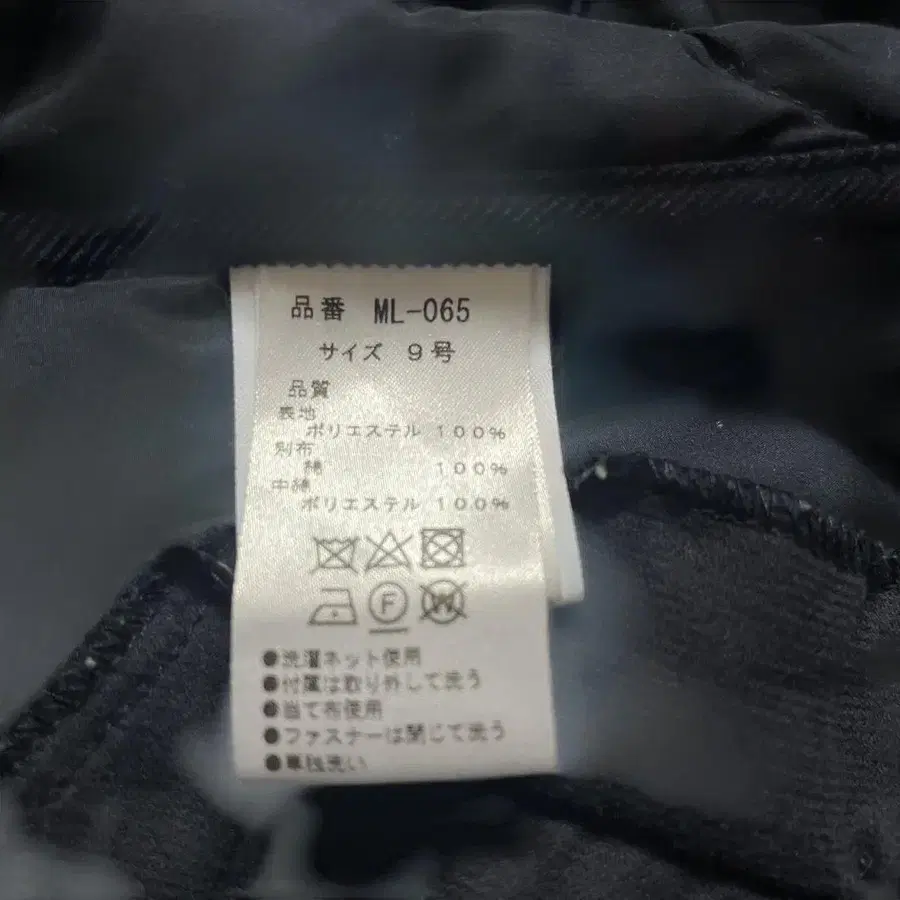 品番 ML-065
サイズ 9号
品質
表地
ポリエステル 100%
別布
綿 100%
中綿
ポリエステル 100%
F
W
●洗濯ネット使用
●付属は取り外して洗う
●当て布使用
●ファスナーは閉じて洗う
●単独洗い